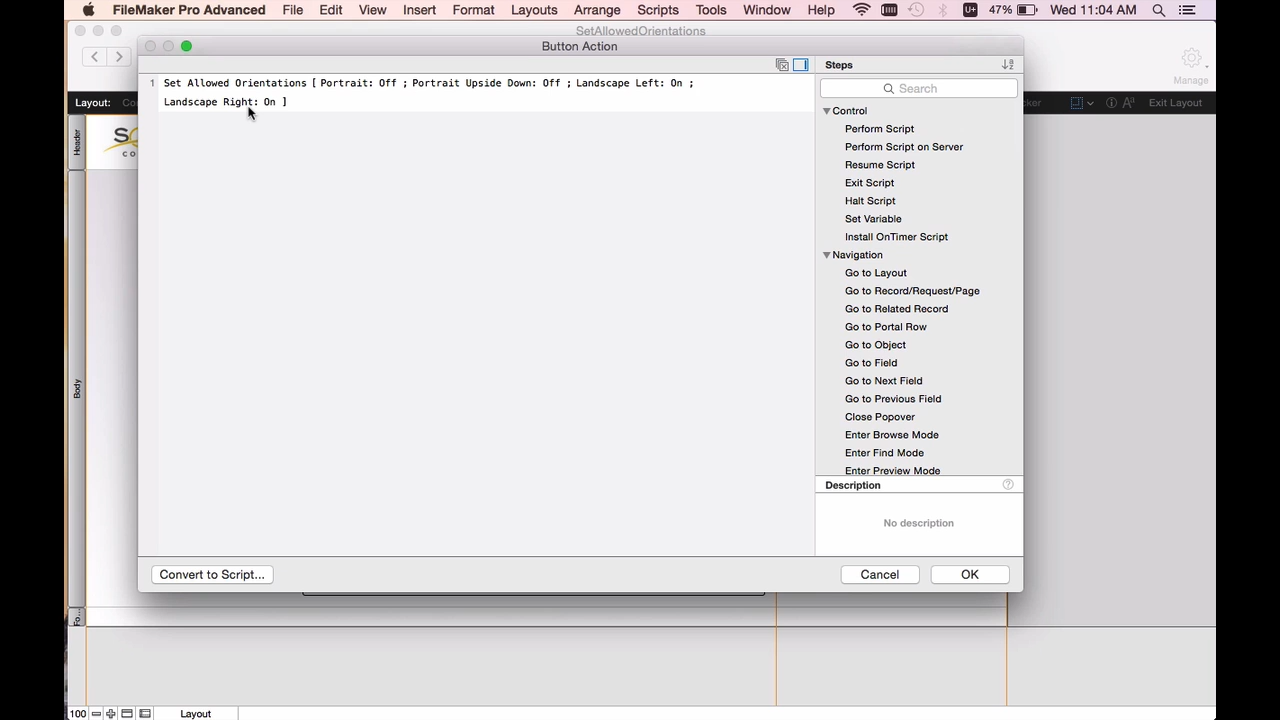 FileMaker Pro Advanced File Edit View Insert Format Layouts Arrange Scripts Tools Window Help U+ 47% Wed 11:04 AM
SetAllowedOrientations
Button Action
Manage
1 Set Allowed Orientations [ Portrait: Off ; Portrait Upside Down: Off ; Landscape Left: On ;
Landscape Right: On ]
Steps
Search
Layout:
Exit Layout
Header
Control
Perform Script
Perform Script on Server
Resume Script
Exit Script
Halt Script
Set Variable
Install OnTimer Script
Navigation
Go to Layout
Go to Record/Request/Page
Go to Related Record
Go to Portal Row
Go to Object
Go to Field
Go to Next Field
Go to Previous Field
Close Popover
Enter Browse Mode
Enter Find Mode
Enter Preview Mode
Body
Description
No description
Convert to Script...
Cancel
OK
Fo...
100
Layout